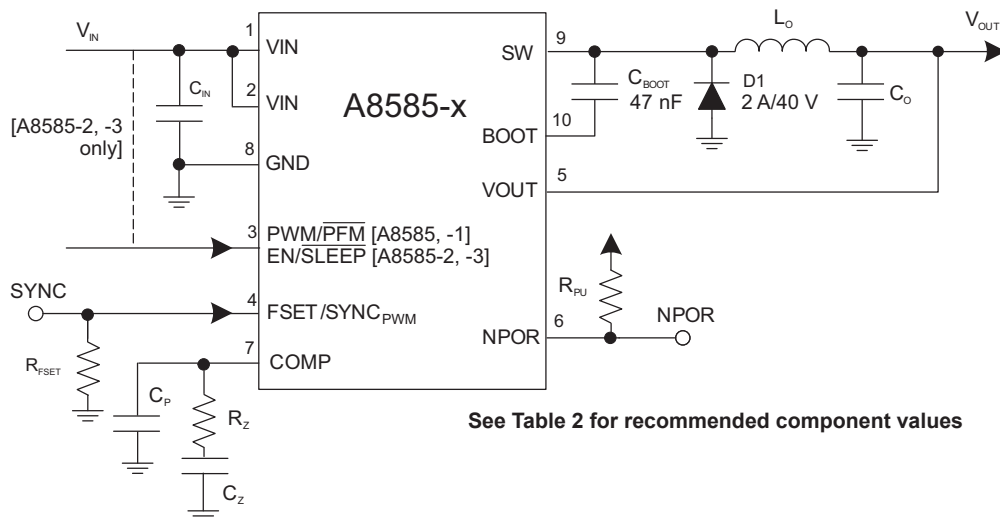 V_IN
1
VIN
C_IN
2
VIN
[A8585-2, -3
only]
8
GND
3
PWM/P̅F̅M̅ [A8585, -1]
EN/S̅L̅E̅E̅P̅ [A8585-2, -3]
SYNC
4
FSET/SYNC_PWM
7
COMP
R_FSET
C_P
R_Z
C_Z
A8585-x
SW
9
L_O
V_OUT
C_BOOT
47 nF
D1
2 A/40 V
C_O
10
BOOT
VOUT
5
R_PU
6
NPOR
NPOR
See Table 2 for recommended component values